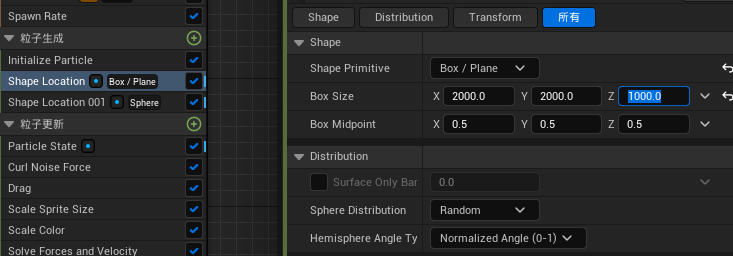 Spawn Rate
粒子生成
Initialize Particle
Shape Location Box / Plane
Shape Location 001 Sphere
粒子更新
Particle State
Curl Noise Force
Drag
Scale Sprite Size
Scale Color
Solve Forces and Velocity
Shape Distribution Transform 所有
Shape
Shape Primitive Box / Plane
Box Size X 2000.0 Y 2000.0 Z 1000.0
Box Midpoint X 0.5 Y 0.5 Z 0.5
Distribution
Surface Only Bar 0.0
Sphere Distribution Random
Hemisphere Angle Ty Normalized Angle (0-1)